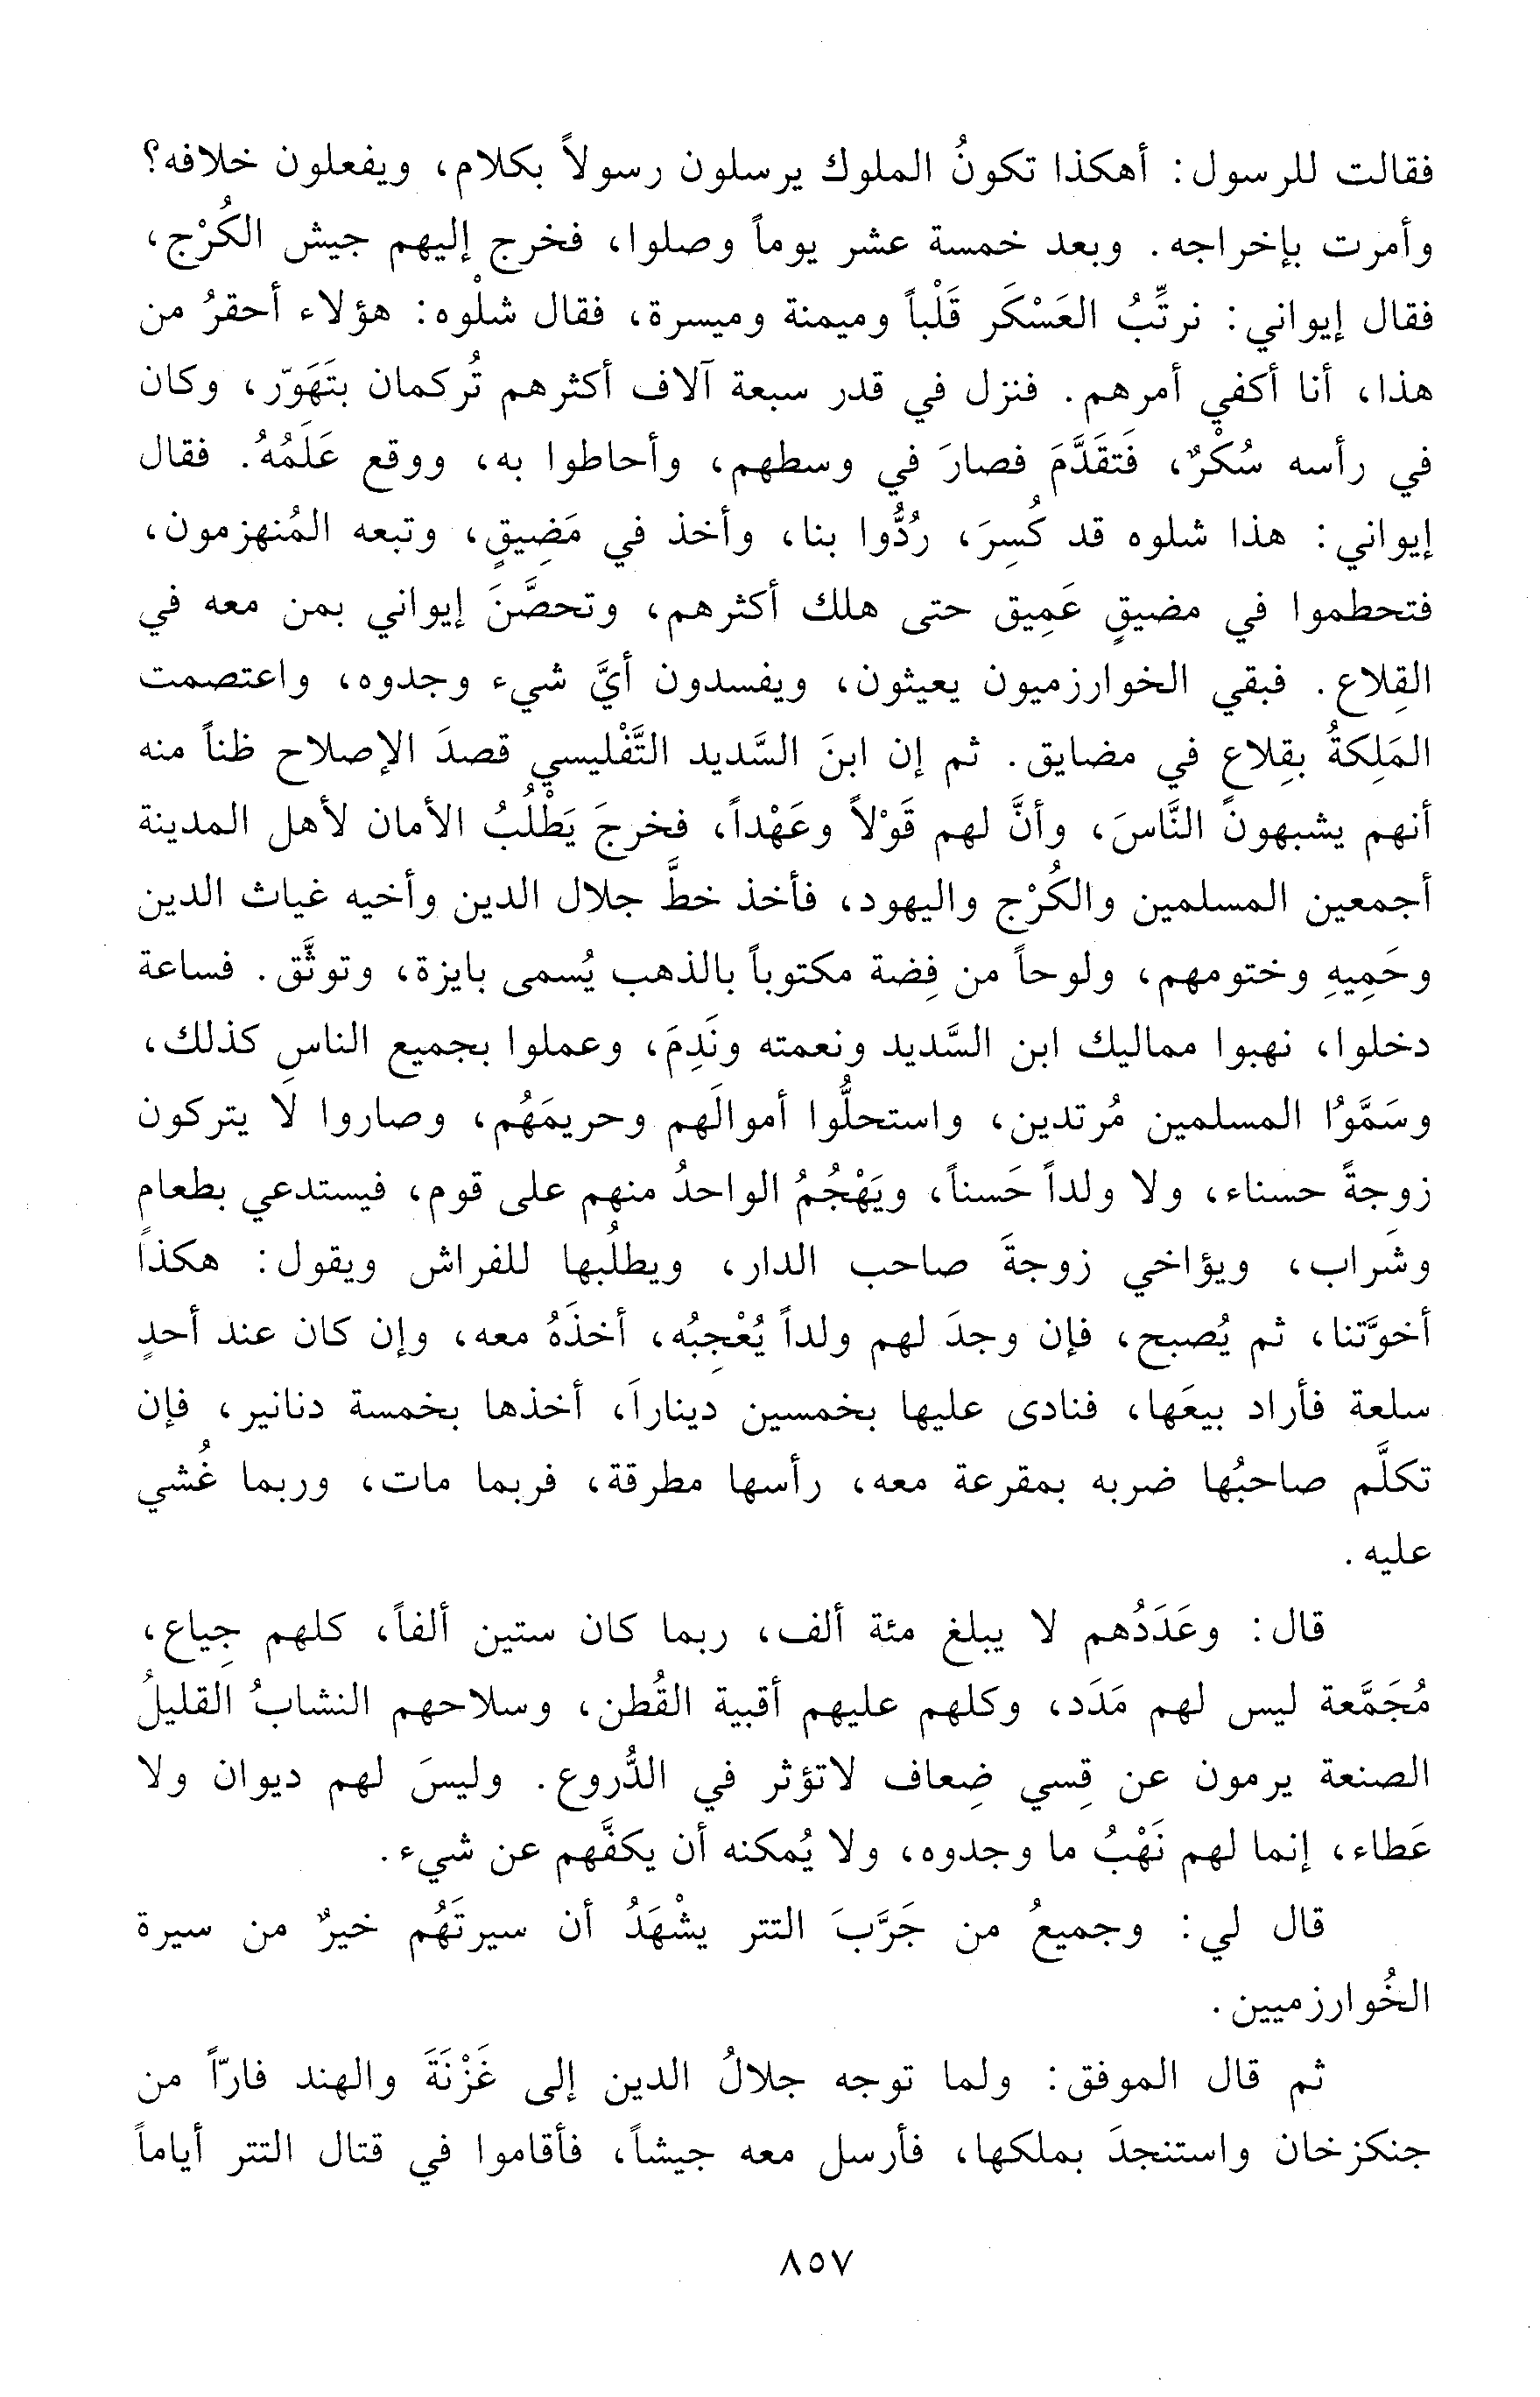 فقالت للرسول: أهكذا تكونُ الملوك يرسلون رسولاً بكلام، ويفعلون خلافه؟
وأمرت بإخراجه. وبعد خمسة عشر يوماً وصلوا، فخرج إليهم جيش الكُرْج،
فقال إيواني: نرتِّبُ العَسْكَر قَلْباً وميمنة وميسرة، فقال شلْوه: هؤلاء أحقرُ من
هذا، أنا أكفي أمرهم. فنزل في قدر سبعة آلاف أكثرهم تُركمان بتَهَوّر، وكان
في رأسه سُكْرٌ، فَتقَدَّمَ فصارَ في وسطهم، وأحاطوا به، ووقع عَلَمُهُ. فقال
إيواني: هذا شلوه قد كُسِرَ، رُدُّوا بنا، وأخذ في مَضِيقٍ، وتبعه المُنهزمون،
فتحطموا في مضيقٍ عَمِيق حتى هلك أكثرهم، وتحصَّنَ إيواني بمن معه في
القِلاع. فبقي الخوارزميون يعيثون، ويفسدون أيَّ شيء وجدوه، واعتصمت
المَلِكةُ بقِلاع في مضايق. ثم إن ابنَ السَّديد التَّفْليسي قصدَ الإصلاح ظناً منه
أنهم يشبهون النَّاسَ، وأنَّ لهم قَوْلاً وعَهْداً، فخرجَ يَطْلُبُ الأمان لأهل المدينة
أجمعين المسلمين والكُرْج واليهود، فأخذ خطَّ جلال الدين وأخيه غياث الدين
وحَمِيهِ وختومهم، ولوحاً من فِضة مكتوباً بالذهب يُسمى بايزة، وتوثَّق. فساعة
دخلوا، نهبوا مماليك ابن السَّديد ونعمته ونَدِمَ، وعملوا بجميع الناسِ كذلك،
وسَمَّوْا المسلمين مُرتدين، واستحلُّوا أموالَهم وحريمَهُم، وصاروا لا يتركون
زوجةً حسناء، ولا ولداً حَسناً، ويَهْجُمُ الواحدُ منهم على قوم، فيستدعي بطعام
وشَراب، ويؤاخي زوجةَ صاحب الدار، ويطلُبها للفراش ويقول: هكذا
أخوَّتنا، ثم يُصبح، فإن وجدَ لهم ولداً يُعْجِبُه، أخذَهُ معه، وإن كان عند أحدٍ
سلعة فأراد بيعَها، فنادى عليها بخمسين ديناراً، أخذها بخمسة دنانير، فإن
تكلَّم صاحبُها ضربه بمقرعة معه، رأسها مطرقة، فربما مات، وربما غُشي
عليه.
قال: وعَدَدُهم لا يبلغ مئة ألف، ربما كان ستين ألفاً، كلهم جِياع،
مُجَمَّعة ليس لهم مَدَد، وكلهم عليهم أقبية القُطن، وسلاحهم النشابُ القليلُ
الصنعة يرمون عن قِسي ضِعاف لاتؤثر في الدُّروع. وليسَ لهم ديوان ولا
عَطاء، إنما لهم نَهْبُ ما وجدوه، ولا يُمكنه أن يكفَّهم عن شيء.
قال لي: وجميعُ من جَرَّبَ التتر يشْهَدُ أن سيرتَهُم خيرٌ من سيرة
الخُوارزميين.
ثم قال الموفق: ولما توجه جلالُ الدين إلى غَزْنَةَ والهند فارّاً من
جنكزخان واستنجدَ بملكها، فأرسل معه جيشاً، فأقاموا في قتال التتر أياماً
٨٥٧